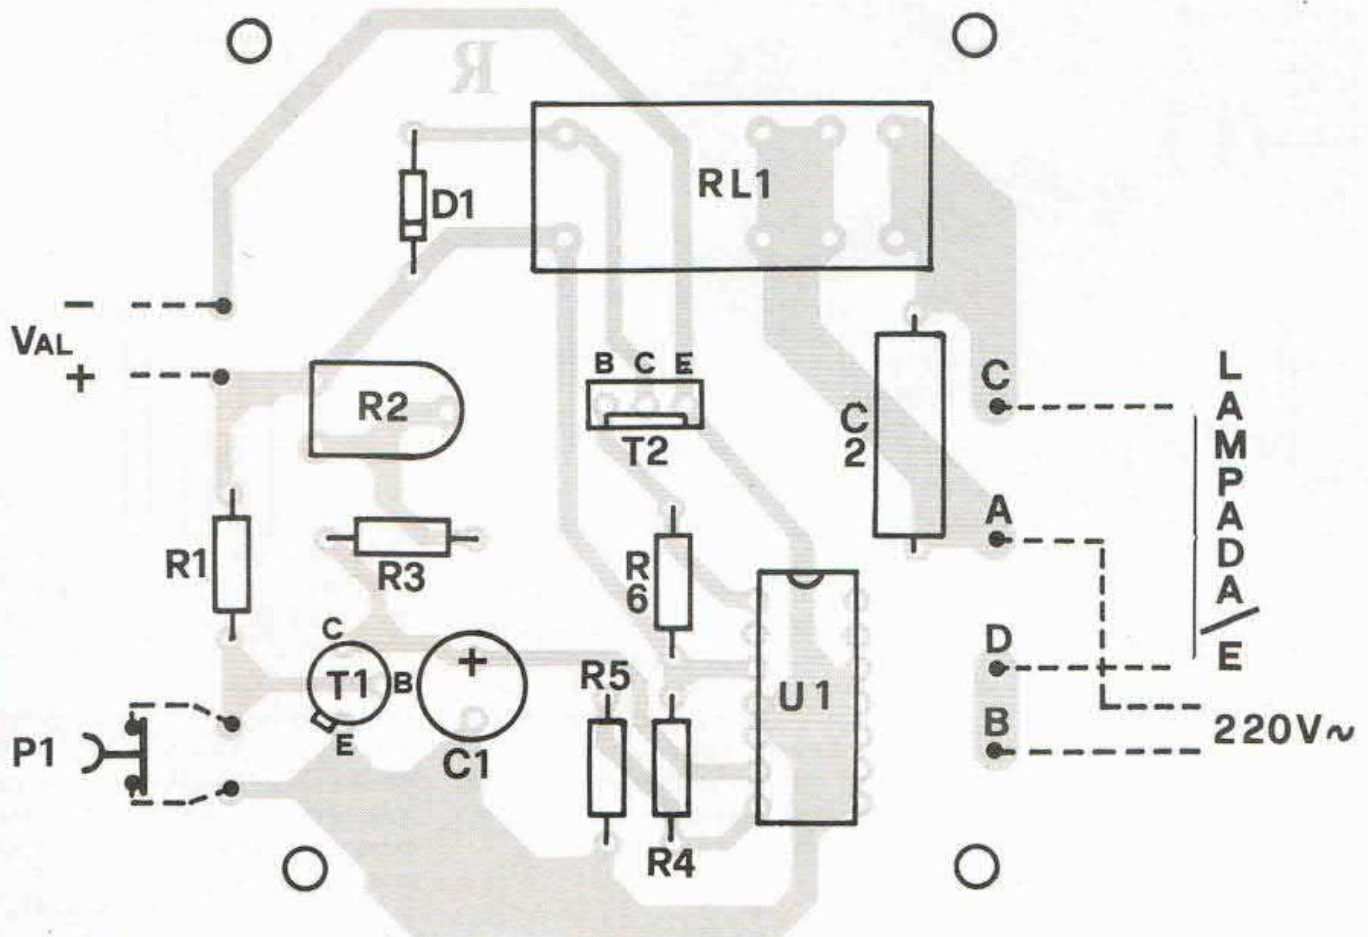 R
RL1
D1
−
VAL
+
B C E
T2
R2
C2
C
A
D
B
LAMPADA/E
220V~
R1
R3
R6
C
T1
B
E
+
C1
R5
R4
U1
P1